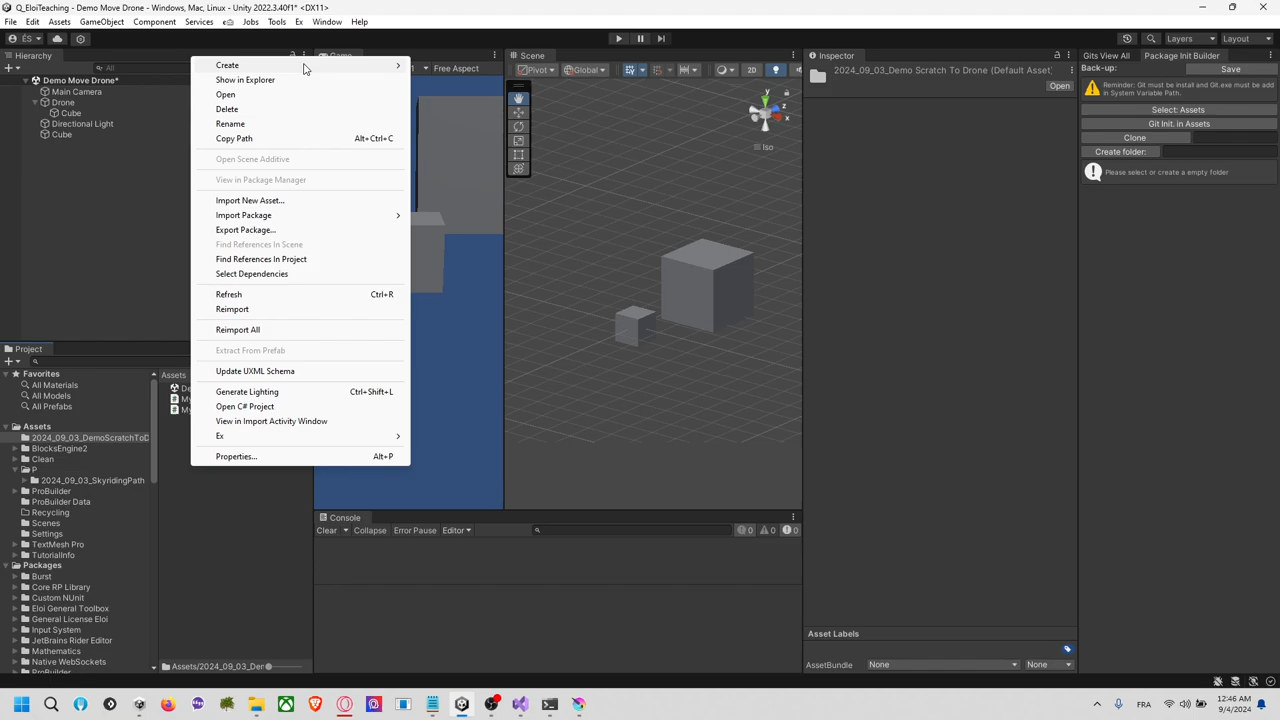 Q_EloiTeaching - Demo Move Drone - Windows, Mac, Linux - Unity 2022.3.40f1* <DX11>
File Edit Assets GameObject Component Services Jobs Tools Ex Window Help
ÉS Layers Layout
Hierarchy Game Scene Inspector Gits View All Package Init Builder
All Free Aspect Pivot Global 2D
Demo Move Drone*
Main Camera
Drone
Cube
Directional Light
Cube
Create
Show in Explorer
Open
Delete
Rename
Copy Path Alt+Ctrl+C
Open Scene Additive
View in Package Manager
Import New Asset...
Import Package
Export Package...
Find References In Scene
Find References In Project
Select Dependencies
Refresh Ctrl+R
Reimport
Reimport All
Extract From Prefab
Update UXML Schema
Generate Lighting Ctrl+Shift+L
Open C# Project
View in Import Activity Window
Ex
Properties... Alt+P
y
z
x
Iso
2024_09_03_Demo Scratch To Drone (Default Asset)
Open
Back-up: Save
Reminder: Git must be install and Git.exe must be add in System Variable Path.
Select: Assets
Git Init. in Assets
Clone
Create folder:
Please select or create a empty folder
Project
Favorites
All Materials
All Models
All Prefabs
Assets
2024_09_03_DemoScratchToD
BlocksEngine2
Clean
P
2024_09_03_SkyridingPath
ProBuilder
ProBuilder Data
Recycling
Scenes
Settings
TextMesh Pro
TutorialInfo
Packages
Burst
Core RP Library
Custom NUnit
Eloi General Toolbox
General License Eloi
Input System
JetBrains Rider Editor
Mathematics
Native WebSockets
ProBuilder
Assets
De
My
My
Assets/2024_09_03_Der
Console
Clear Collapse Error Pause Editor 0 0 0
Asset Labels
AssetBundle None None
FRA 12:46 AM
9/4/2024